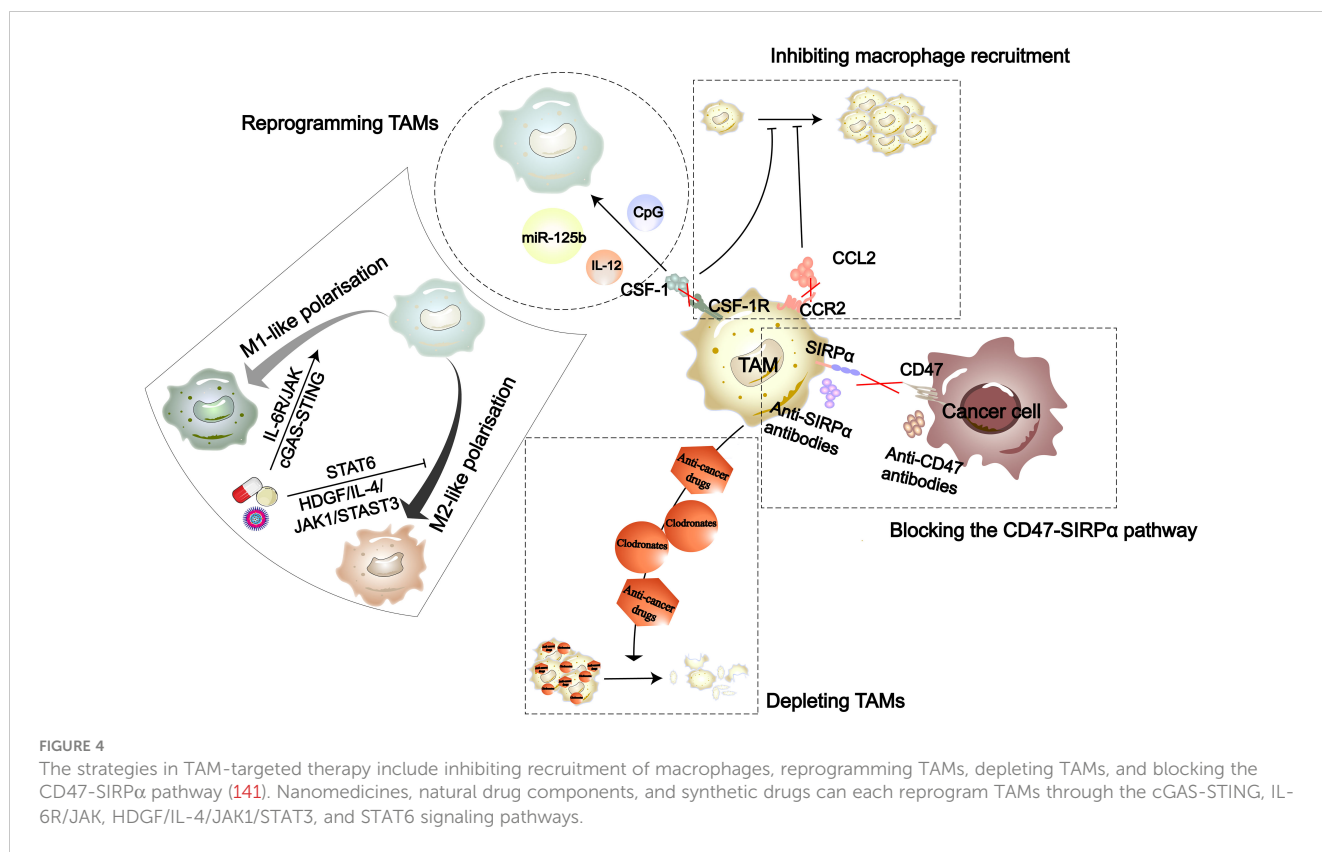 Inhibiting macrophage recruitment
Reprogramming TAMs
CpG
miR-125b
IL-12
CSF-1
CSF-1R
CCL2
CCR2
TAM
SIRPα
CD47
Cancer cell
Anti-SIRPα
antibodies
Anti-CD47
antibodies
Blocking the CD47-SIRPα pathway
M1-like polarisation
IL-6R/JAK
cGAS-STING
STAT6
HDGF/IL-4/
JAK1/STAST3
M2-like polarisation
Anti-cancer
drugs
Clodronates
Clodronates
Anti-cancer
drugs
Depleting TAMs
FIGURE 4
The strategies in TAM-targeted therapy include inhibiting recruitment of macrophages, reprogramming TAMs, depleting TAMs, and blocking the
CD47-SIRPα pathway (141). Nanomedicines, natural drug components, and synthetic drugs can each reprogram TAMs through the cGAS-STING, IL-
6R/JAK, HDGF/IL-4/JAK1/STAT3, and STAT6 signaling pathways.